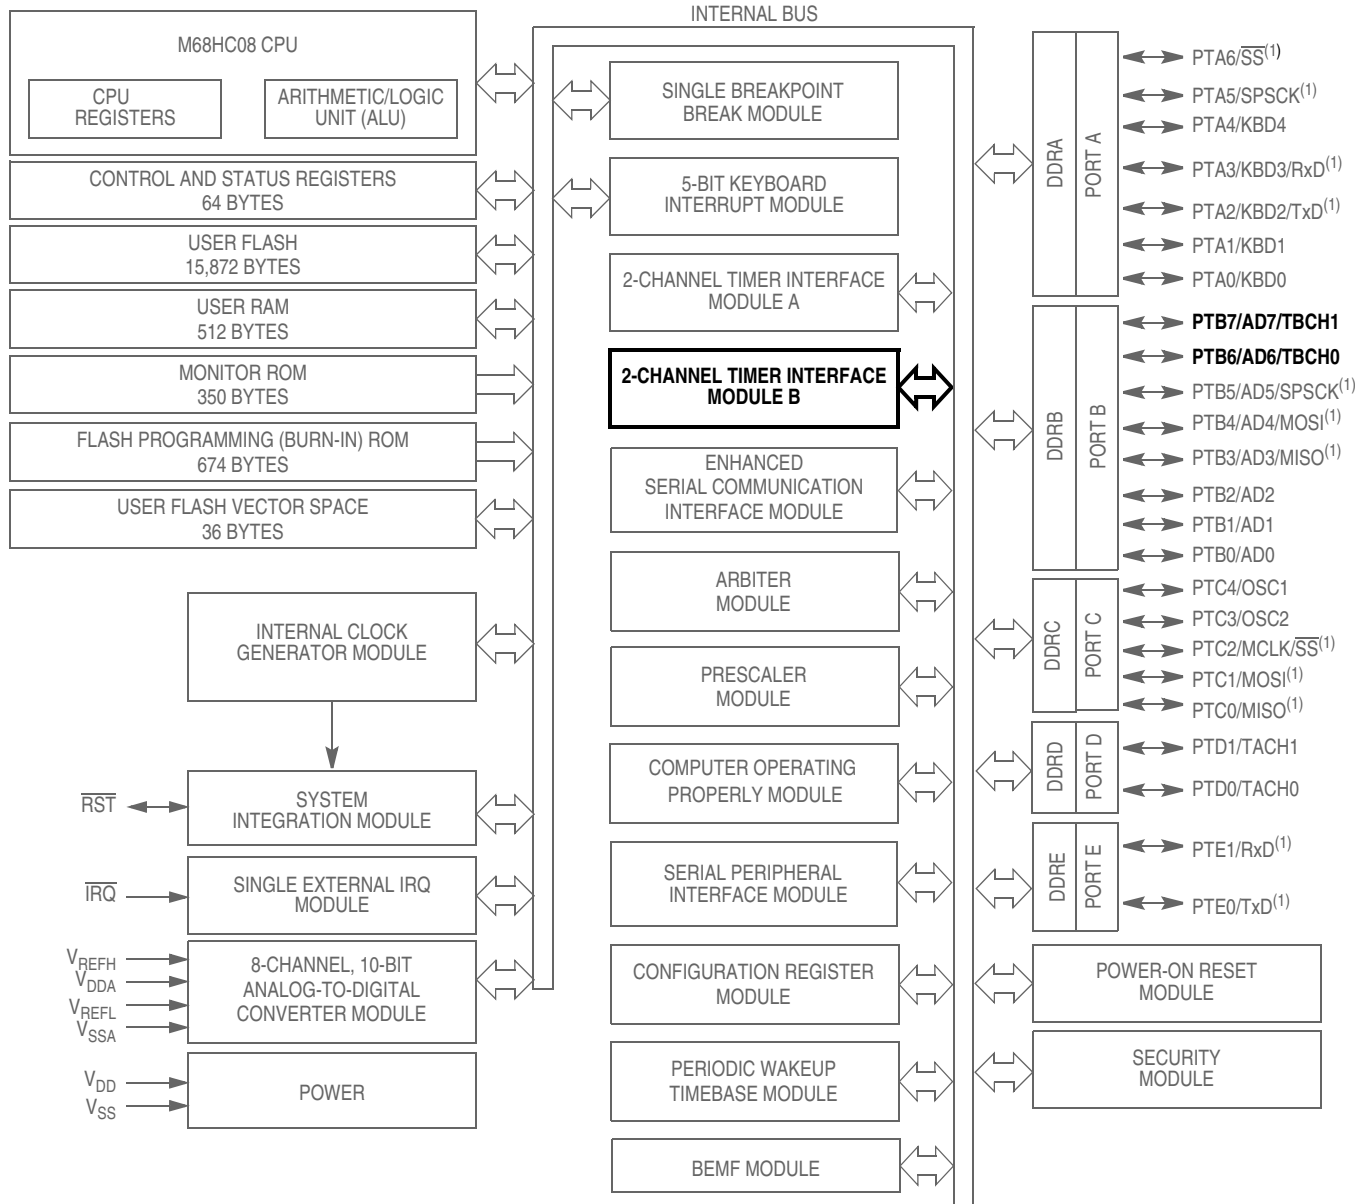 INTERNAL BUS
M68HC08 CPU
CPU
REGISTERS
ARITHMETIC/LOGIC
UNIT (ALU)
CONTROL AND STATUS REGISTERS
64 BYTES
USER FLASH
15,872 BYTES
USER RAM
512 BYTES
MONITOR ROM
350 BYTES
FLASH PROGRAMMING (BURN-IN) ROM
674 BYTES
USER FLASH VECTOR SPACE
36 BYTES
INTERNAL CLOCK
GENERATOR MODULE
RST
SYSTEM
INTEGRATION MODULE
IRQ
SINGLE EXTERNAL IRQ
MODULE
VREFH
VDDA
VREFL
VSSA
8-CHANNEL, 10-BIT
ANALOG-TO-DIGITAL
CONVERTER MODULE
VDD
VSS
POWER
SINGLE BREAKPOINT
BREAK MODULE
5-BIT KEYBOARD
INTERRUPT MODULE
2-CHANNEL TIMER INTERFACE
MODULE A
2-CHANNEL TIMER INTERFACE
MODULE B
ENHANCED
SERIAL COMMUNICATION
INTERFACE MODULE
ARBITER
MODULE
PRESCALER
MODULE
COMPUTER OPERATING
PROPERLY MODULE
SERIAL PERIPHERAL
INTERFACE MODULE
CONFIGURATION REGISTER
MODULE
PERIODIC WAKEUP
TIMEBASE MODULE
BEMF MODULE
DDRA
PORT A
PTA6/SS(1)
PTA5/SPSCK(1)
PTA4/KBD4
PTA3/KBD3/RxD(1)
PTA2/KBD2/TxD(1)
PTA1/KBD1
PTA0/KBD0
DDRB
PORT B
PTB7/AD7/TBCH1
PTB6/AD6/TBCH0
PTB5/AD5/SPSCK(1)
PTB4/AD4/MOSI(1)
PTB3/AD3/MISO(1)
PTB2/AD2
PTB1/AD1
PTB0/AD0
DDRC
PORT C
PTC4/OSC1
PTC3/OSC2
PTC2/MCLK/SS(1)
PTC1/MOSI(1)
PTC0/MISO(1)
DDRD
PORT D
PTD1/TACH1
PTD0/TACH0
DDRE
PORT E
PTE1/RxD(1)
PTE0/TxD(1)
POWER-ON RESET
MODULE
SECURITY
MODULE